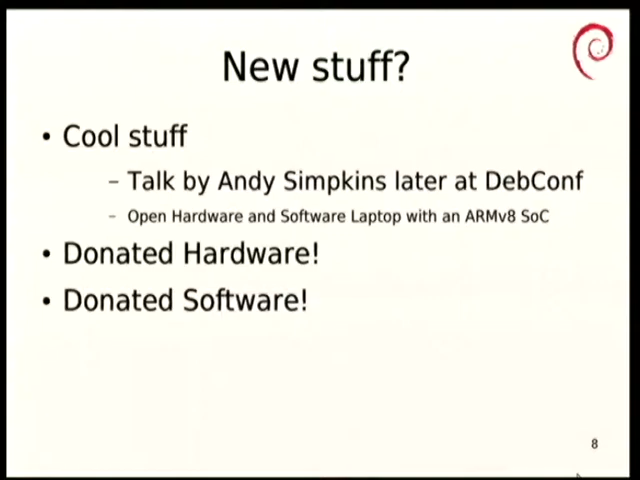 New stuff?
• Cool stuff
– Talk by Andy Simpkins later at DebConf
– Open Hardware and Software Laptop with an ARMv8 SoC
• Donated Hardware!
• Donated Software!
8